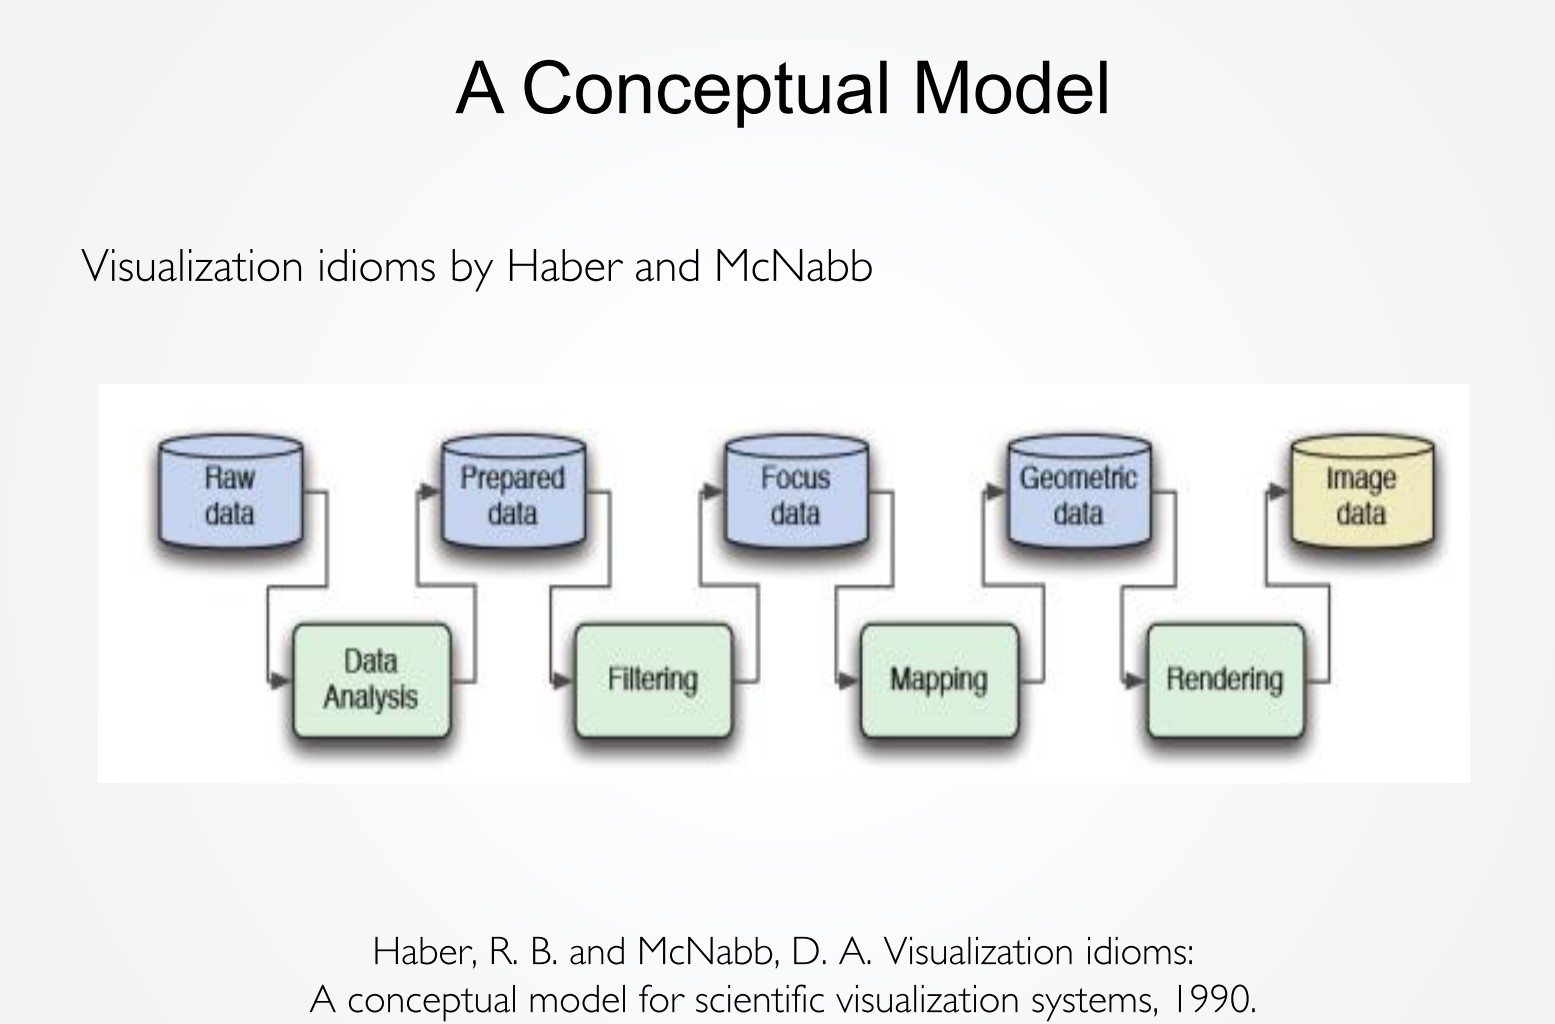 A Conceptual Model
Visualization idioms by Haber and McNabb
Raw
data
Prepared
data
Focus
data
Geometric
data
Image
data
Data
Analysis
Filtering
Mapping
Rendering
Haber, R. B. and McNabb, D. A. Visualization idioms:
A conceptual model for scientific visualization systems, 1990.